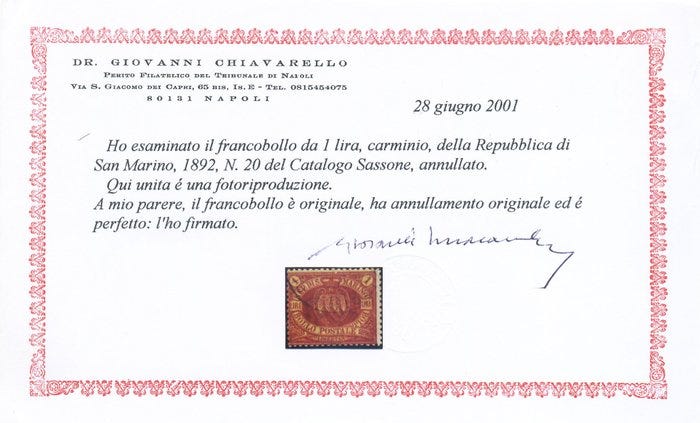 DR. GIOVANNI CHIAVARELLO
PERITO FILATELICO DEL TRIBUNALE DI NAPOLI
VIA S. GIACOMO DEI CAPRI, 65 BIS, IS. E - TEL. 0815454075
80131 NAPOLI
28 giugno 2001
Ho esaminato il francobollo da 1 lira, carminio, della Repubblica di
San Marino, 1892, N. 20 del Catalogo Sassone, annullato.
Qui unita é una fotoriproduzione.
A mio parere, il francobollo è originale, ha annullamento originale ed é
perfetto: l'ho firmato.
MARINO
BOLLO POSTALE